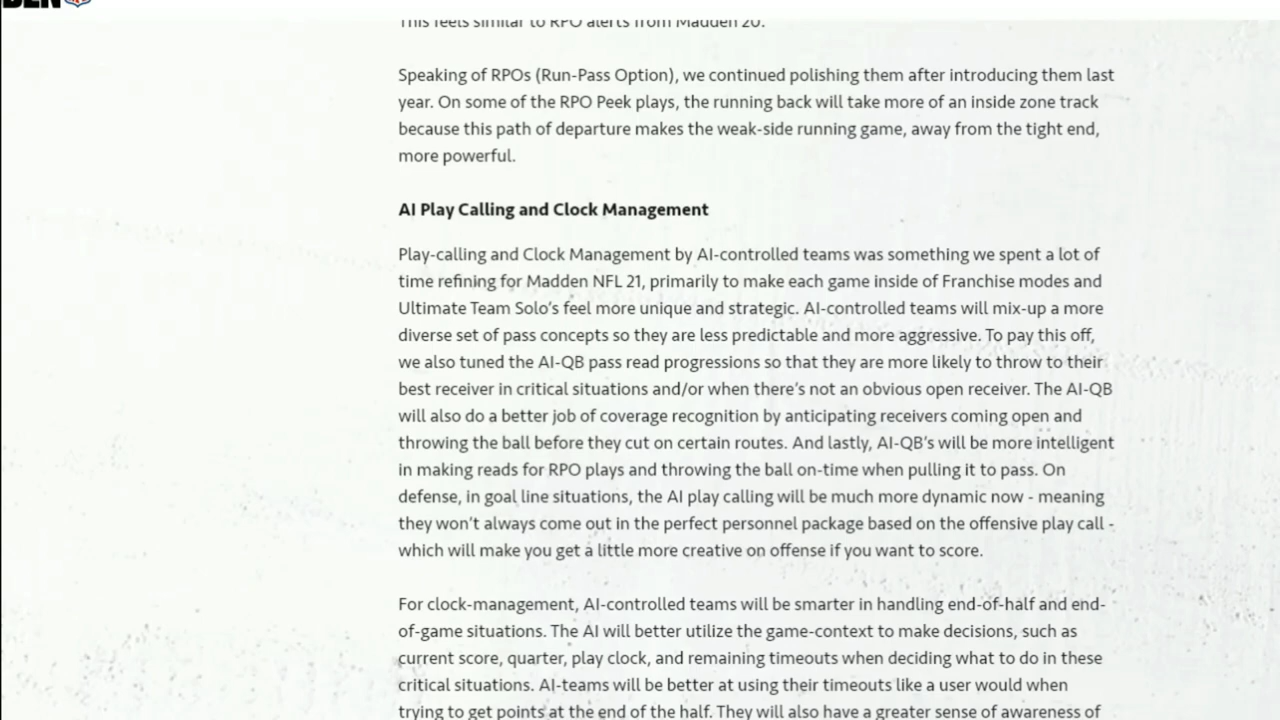 This feels similar to RPO alerts from Madden 20.
Speaking of RPOs (Run-Pass Option), we continued polishing them after introducing them last
year. On some of the RPO Peek plays, the running back will take more of an inside zone track
because this path of departure makes the weak-side running game, away from the tight end,
more powerful.
AI Play Calling and Clock Management
Play-calling and Clock Management by AI-controlled teams was something we spent a lot of
time refining for Madden NFL 21, primarily to make each game inside of Franchise modes and
Ultimate Team Solo's feel more unique and strategic. AI-controlled teams will mix-up a more
diverse set of pass concepts so they are less predictable and more aggressive. To pay this off,
we also tuned the AI-QB pass read progressions so that they are more likely to throw to their
best receiver in critical situations and/or when there's not an obvious open receiver. The AI-QB
will also do a better job of coverage recognition by anticipating receivers coming open and
throwing the ball before they cut on certain routes. And lastly, AI-QB's will be more intelligent
in making reads for RPO plays and throwing the ball on-time when pulling it to pass. On
defense, in goal line situations, the AI play calling will be much more dynamic now - meaning
they won't always come out in the perfect personnel package based on the offensive play call -
which will make you get a little more creative on offense if you want to score.
For clock-management, AI-controlled teams will be smarter in handling end-of-half and end-
of-game situations. The AI will better utilize the game-context to make decisions, such as
current score, quarter, play clock, and remaining timeouts when deciding what to do in these
critical situations. AI-teams will be better at using their timeouts like a user would when
trying to get points at the end of the half. They will also have a greater sense of awareness of